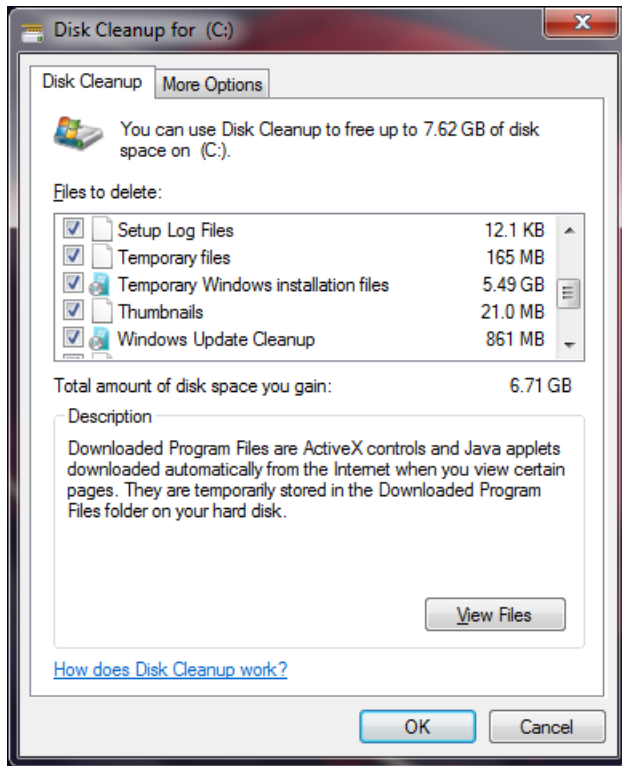 Disk Cleanup for (C:)
Disk Cleanup
More Options
You can use Disk Cleanup to free up to 7.62 GB of disk
space on (C:).
Files to delete:
Setup Log Files 12.1 KB
Temporary files 165 MB
Temporary Windows installation files 5.49 GB
Thumbnails 21.0 MB
Windows Update Cleanup 861 MB
Total amount of disk space you gain: 6.71 GB
Description
Downloaded Program Files are ActiveX controls and Java applets
downloaded automatically from the Internet when you view certain
pages. They are temporarily stored in the Downloaded Program
Files folder on your hard disk.
View Files
How does Disk Cleanup work?
OK Cancel